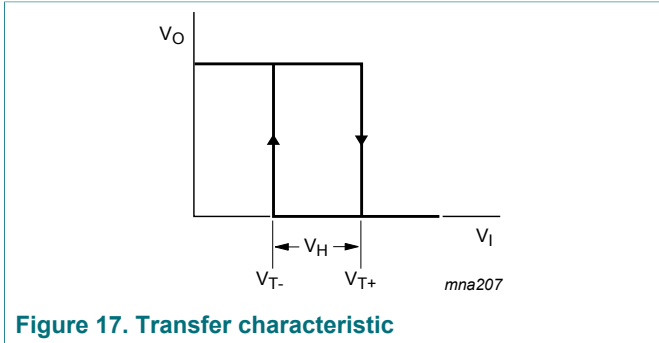 VO
VH
VI
VT-
VT+
mna207
Figure 17. Transfer characteristic